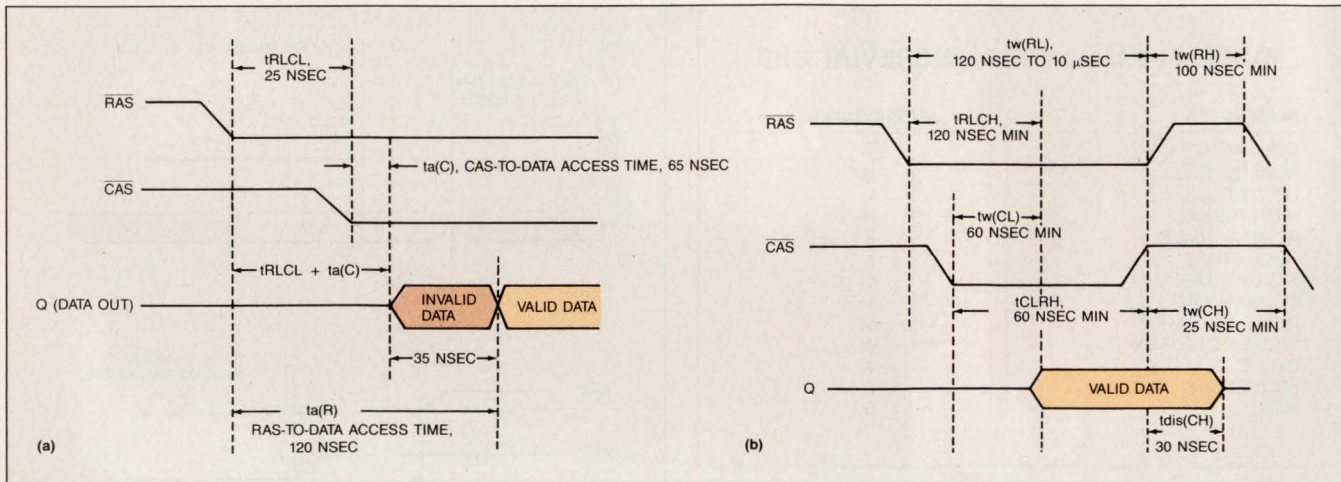 tRLCL,
25 NSEC
RAS
ta(C), CAS-TO-DATA ACCESS TIME, 65 NSEC
CAS
tRLCL + ta(C)
Q (DATA OUT)
INVALID
DATA
VALID DATA
35 NSEC
ta(R)
RAS-TO-DATA ACCESS TIME,
120 NSEC
(a)
tw(RL),
120 NSEC TO 10 μSEC
tw(RH)
100 NSEC MIN
RAS
tRLCH,
120 NSEC MIN
tw(CL)
60 NSEC MIN
CAS
tCLRH,
60 NSEC MIN
tw(CH)
25 NSEC MIN
Q
VALID DATA
tdis(CH)
30 NSEC
(b)